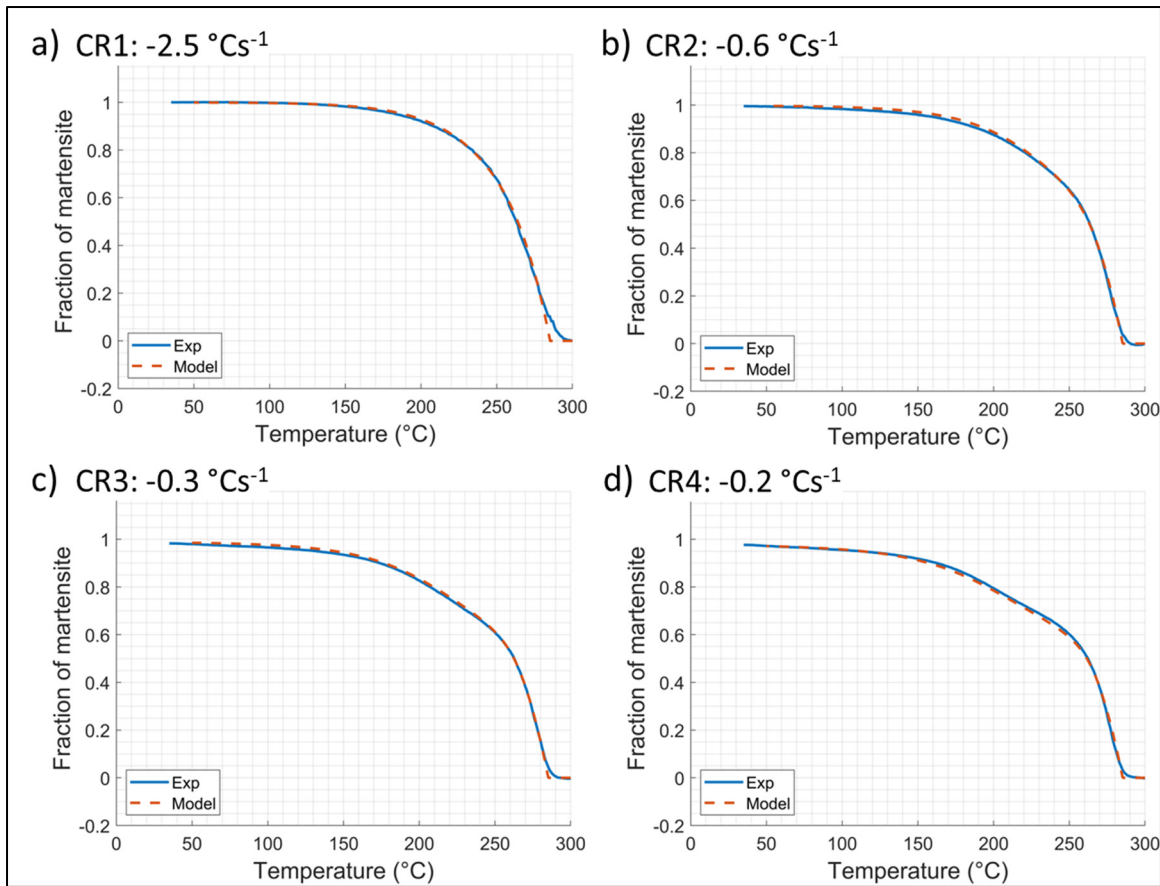 a) CR1: -2.5 °Cs⁻¹
Fraction of martensite
1
0.8
0.6
0.4
0.2
0
-0.2
Exp
Model
0 50 100 150 200 250 300
Temperature (°C)
b) CR2: -0.6 °Cs⁻¹
Fraction of martensite
1
0.8
0.6
0.4
0.2
0
-0.2
Exp
Model
0 50 100 150 200 250 300
Temperature (°C)
c) CR3: -0.3 °Cs⁻¹
Fraction of martensite
1
0.8
0.6
0.4
0.2
0
-0.2
Exp
Model
0 50 100 150 200 250 300
Temperature (°C)
d) CR4: -0.2 °Cs⁻¹
Fraction of martensite
1
0.8
0.6
0.4
0.2
0
-0.2
Exp
Model
0 50 100 150 200 250 300
Temperature (°C)